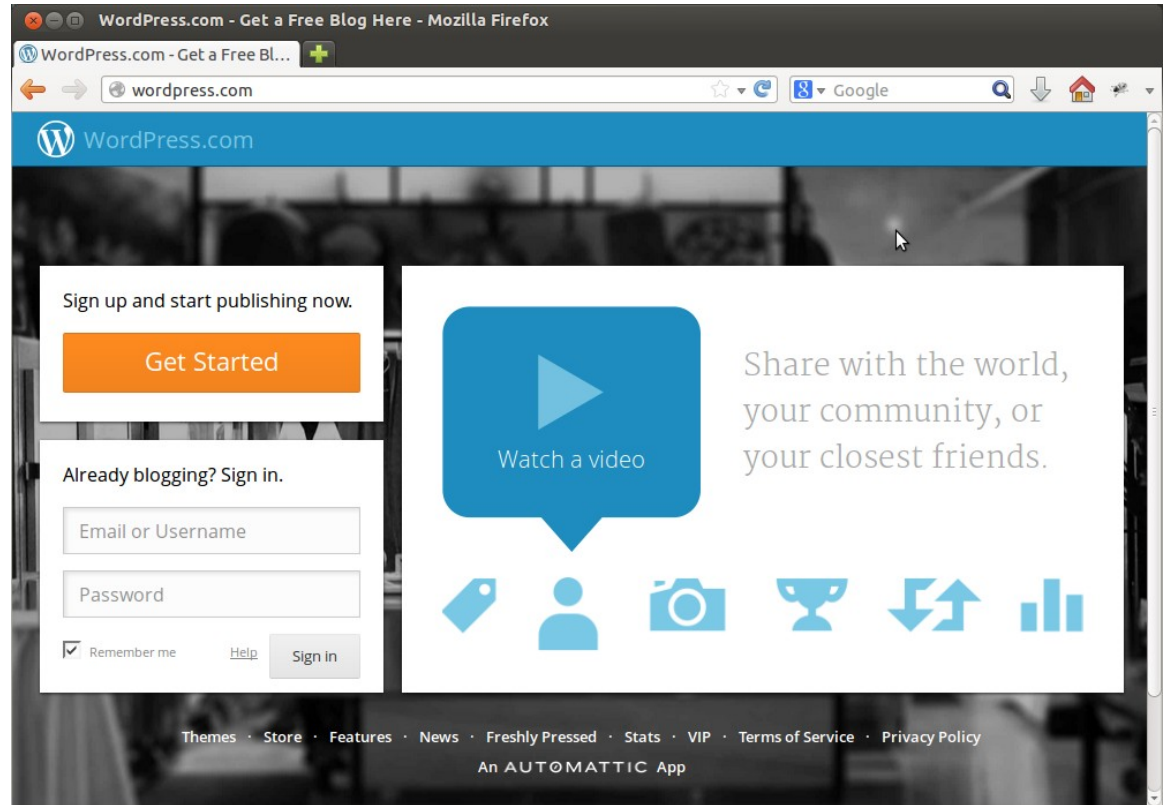 WordPress.com - Get a Free Blog Here - Mozilla Firefox
WordPress.com - Get a Free Bl...
wordpress.com
Google
WordPress.com
Sign up and start publishing now.
Get Started
Already blogging? Sign in.
Email or Username
Password
Remember me Help Sign in
Watch a video
Share with the world,
your community, or
your closest friends.
Themes · Store · Features · News · Freshly Pressed · Stats · VIP · Terms of Service · Privacy Policy
An AUTOMATTIC App